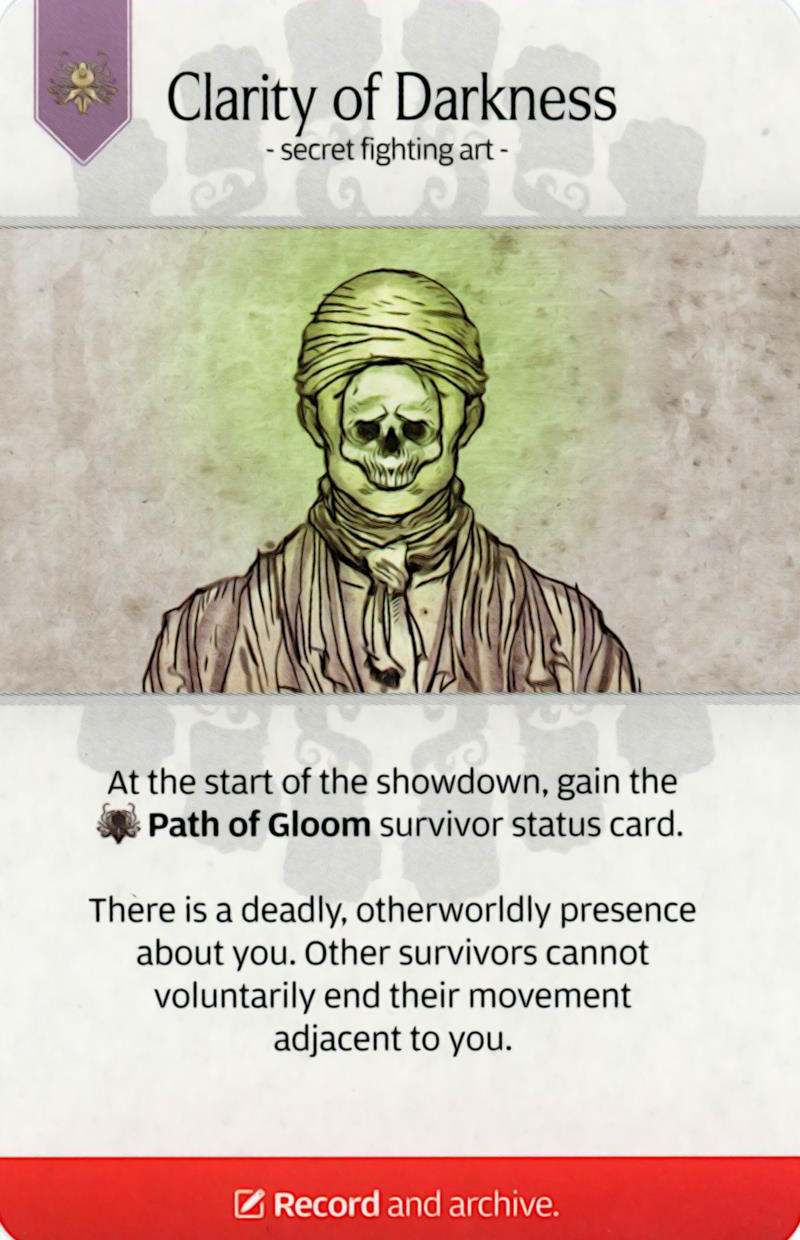 Clarity of Darkness
- secret fighting art -
At the start of the showdown, gain the
Path of Gloom survivor status card.
There is a deadly, otherworldly presence
about you. Other survivors cannot
voluntarily end their movement
adjacent to you.
Record and archive.